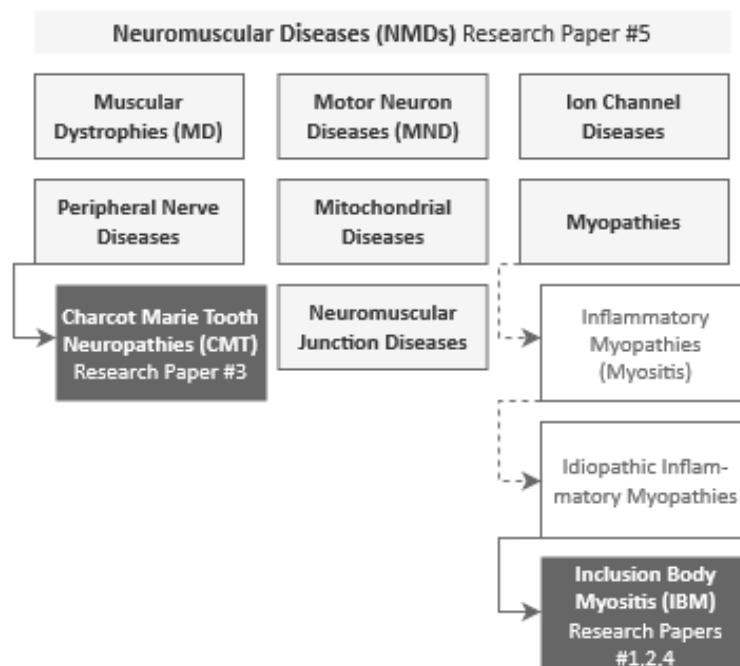 Neuromuscular Diseases (NMDs) Research Paper #5
Muscular
Dystrophies (MD)
Motor Neuron
Diseases (MND)
Ion Channel
Diseases
Peripheral Nerve
Diseases
Mitochondrial
Diseases
Myopathies
Charcot Marie Tooth
Neuropathies (CMT)
Research Paper #3
Neuromuscular
Junction Diseases
Inflammatory
Myopathies
(Myositis)
Idiopathic Inflam-
matory Myopathies
Inclusion Body
Myositis (IBM)
Research Papers
#1,2,4